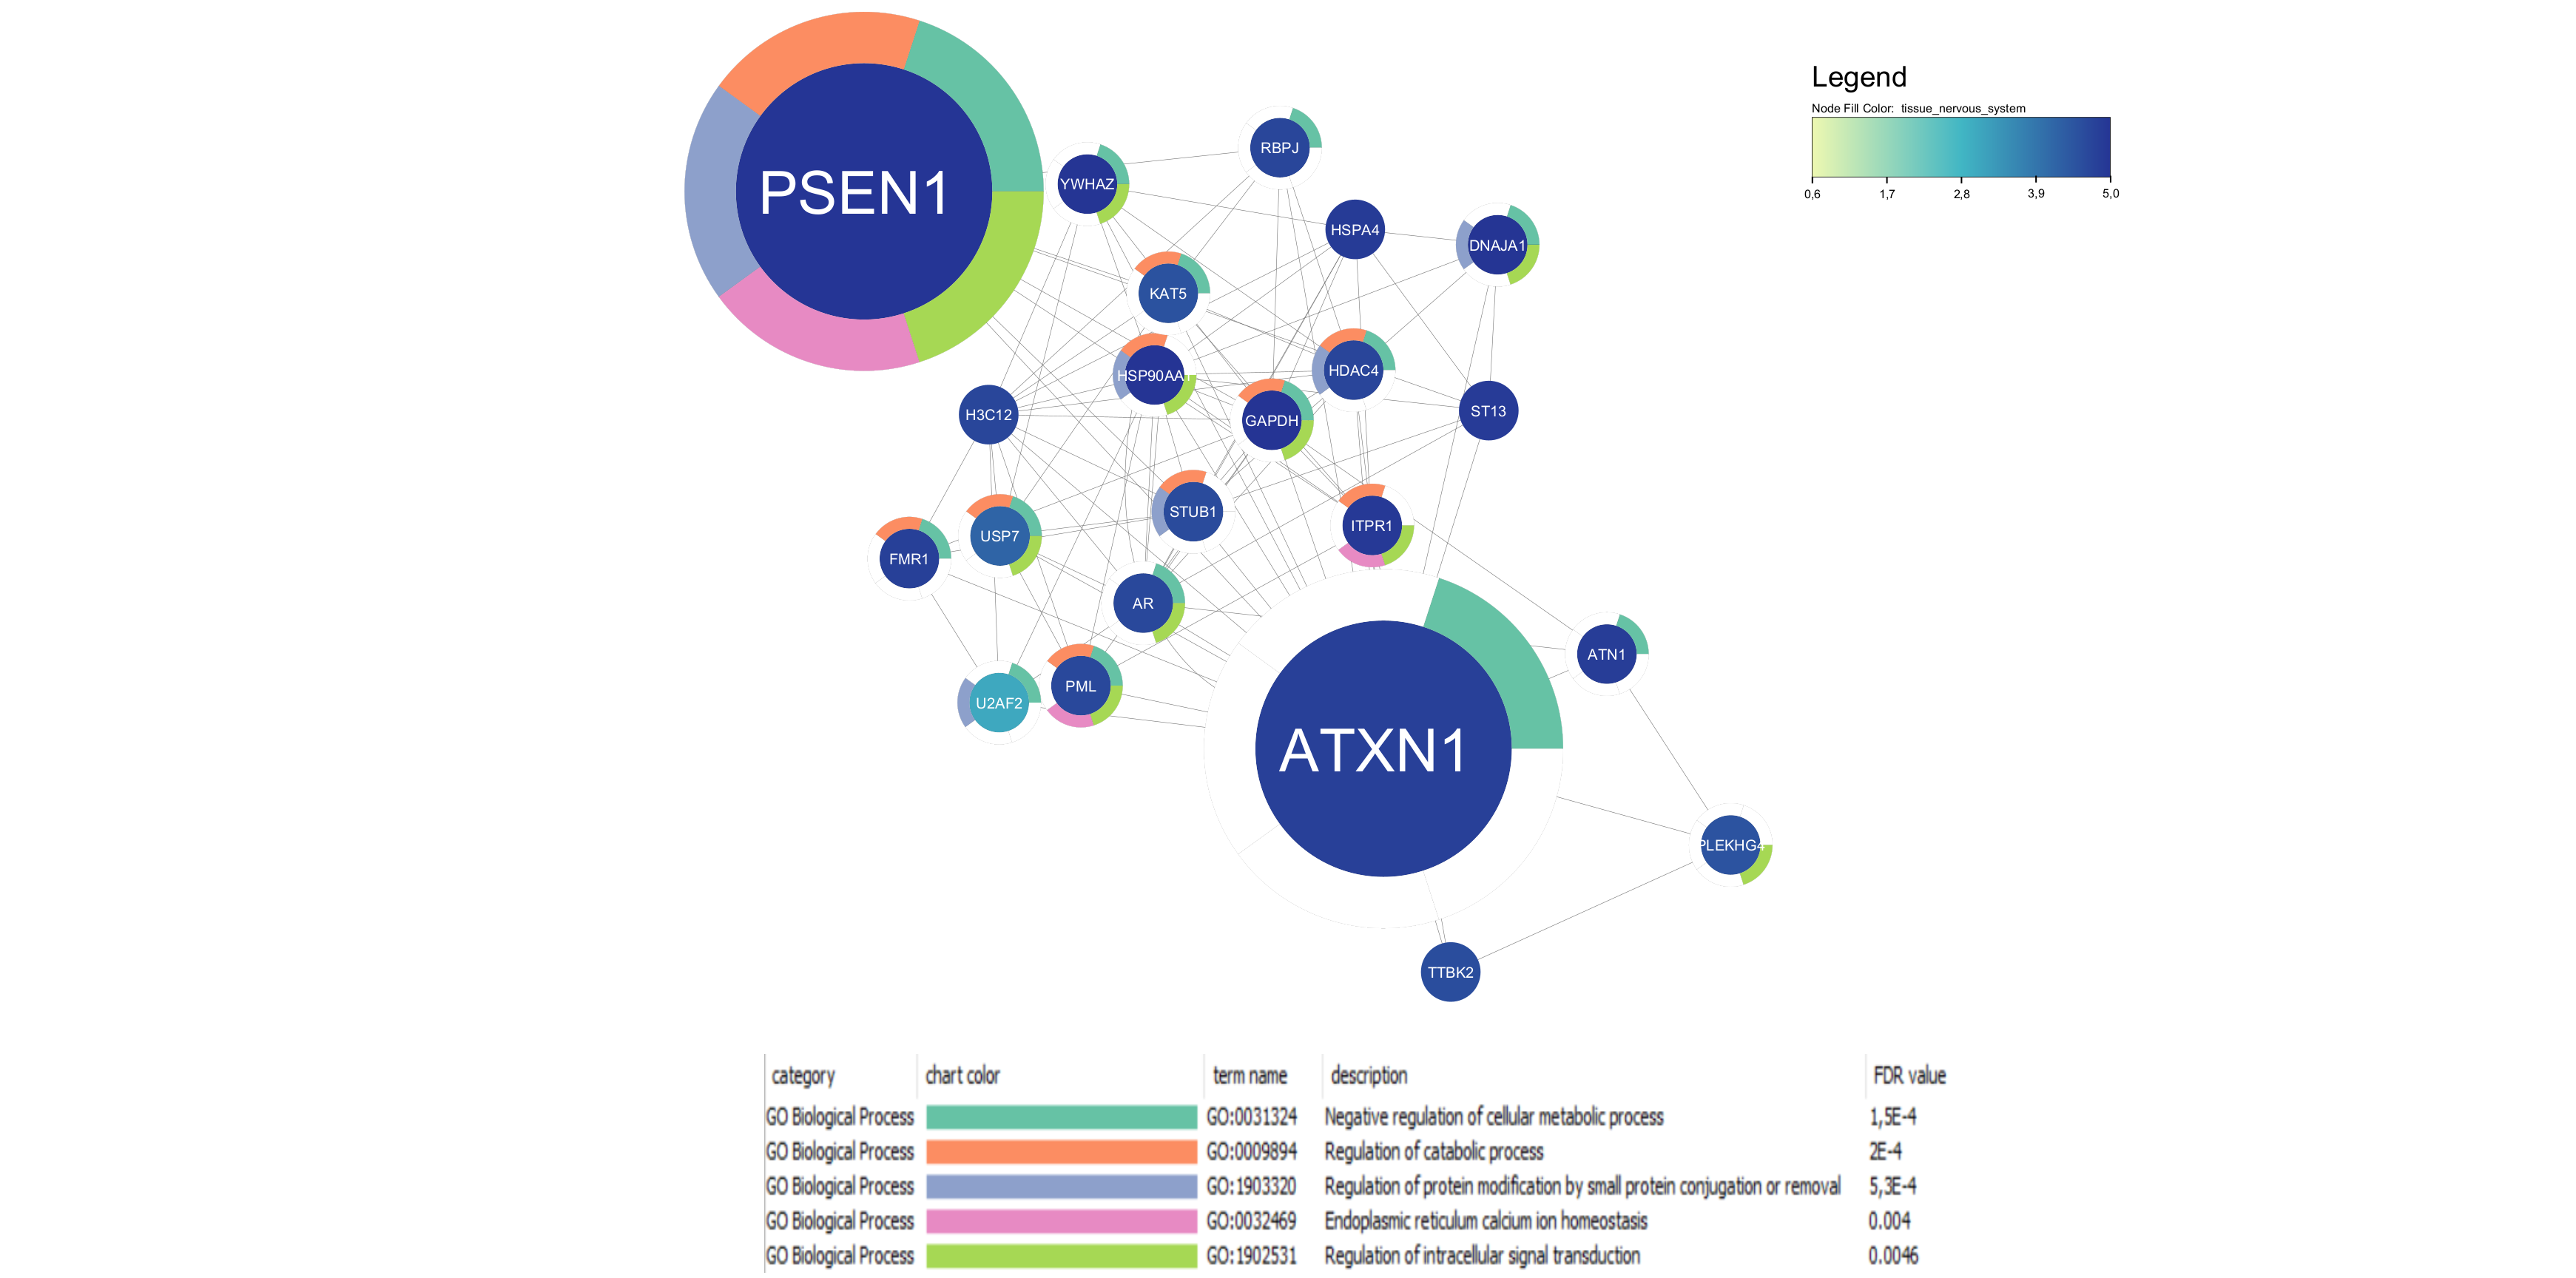 PSEN1
Legend
Node Fill Color: tissue_nervous_system
0,6 1,7 2,8 3,9 5,0
RBPJ
YWHAZ
HSPA4
DNAJA1
KAT5
HDAC4
HSP90AA1
H3C12
ST13
GAPDH
STUB1
ITPR1
USP7
FMR1
AR
ATN1
PML
U2AF2
ATXN1
PLEKHG4
TTBK2
category chart color term name description FDR value
GO Biological Process GO:0031324 Negative regulation of cellular metabolic process 1,5E-4
GO Biological Process GO:0009894 Regulation of catabolic process 2E-4
GO Biological Process GO:1903320 Regulation of protein modification by small protein conjugation or removal 5,3E-4
GO Biological Process GO:0032469 Endoplasmic reticulum calcium ion homeostasis 0.004
GO Biological Process GO:1902531 Regulation of intracellular signal transduction 0.0046